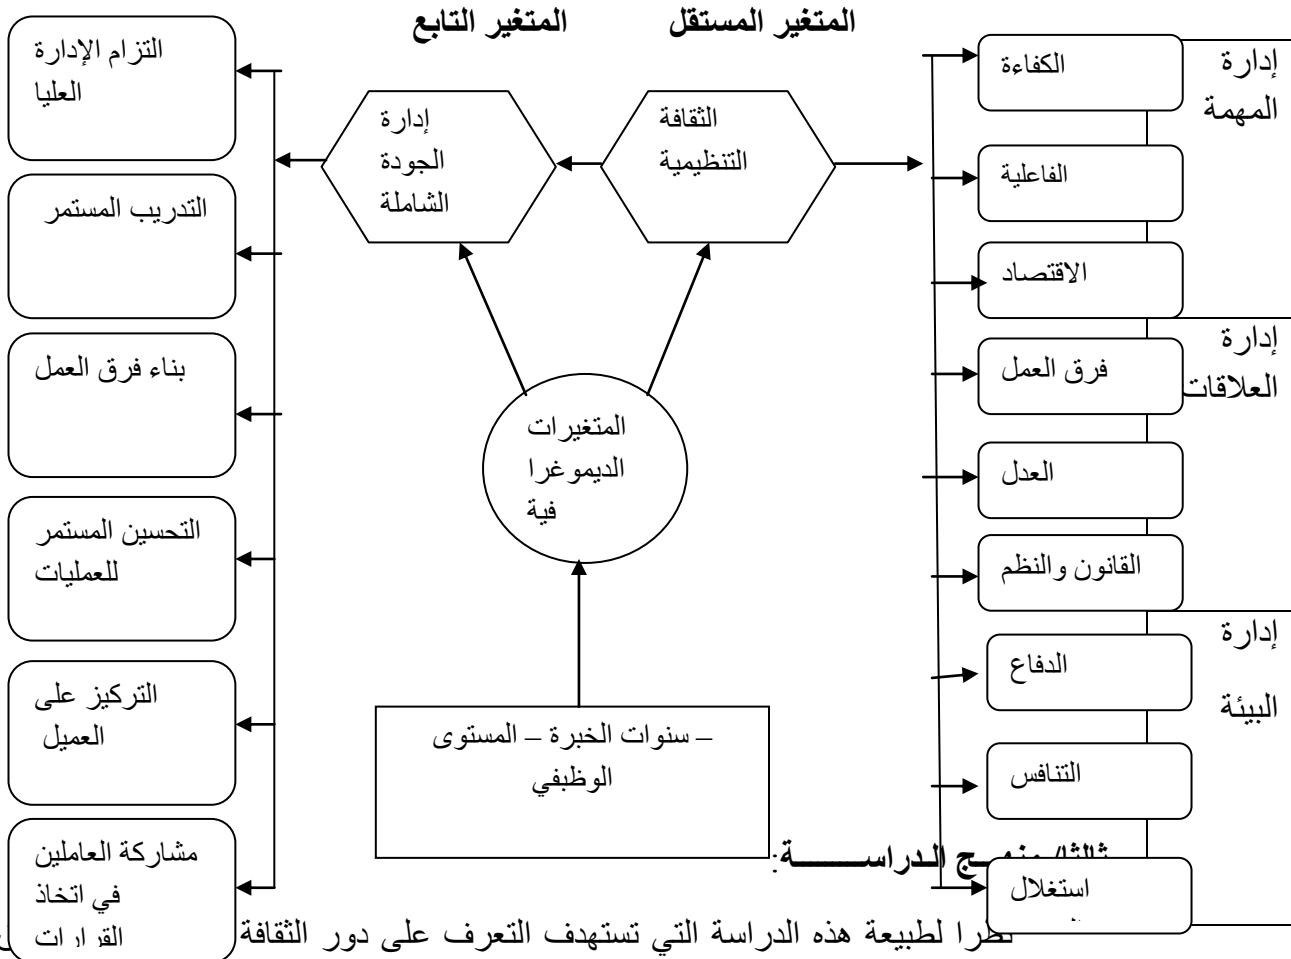 المتغير المستقل
المتغير التابع
إدارة
المهمة
الكفاءة
الفاعلية
الاقتصاد
إدارة
العلاقات
فرق العمل
العدل
القانون والنظم
إدارة
البيئة
الدفاع
التنافس
استغلال
الثقافة
التنظيمية
إدارة
الجودة
الشاملة
المتغيرات
الديموغرا
فية
– سنوات الخبرة – المستوى
الوظيفي
التزام الإدارة
العليا
التدريب المستمر
بناء فرق العمل
التحسين المستمر
للعمليات
التركيز على
العميل
مشاركة العاملين
في اتخاذ
القرارات
ثالثا/ منهــج الدراســـــــة:
نظرا لطبيعة هذه الدراسة التي تستهدف التعرف على دور الثقافة